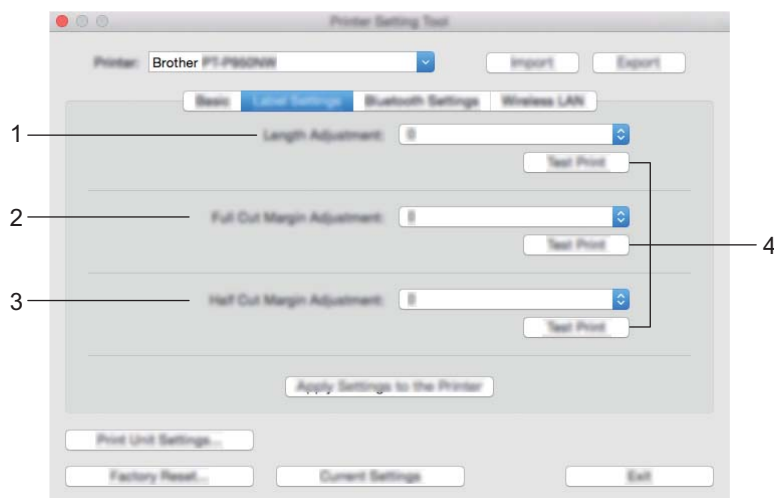 Printer Setting Tool
Printer: Brother PT-P950NW Import Export
Basic Label Settings Bluetooth Settings Wireless LAN
1 Length Adjustment: 0
Test Print
2 Full Cut Margin Adjustment: 0
Test Print 4
3 Half Cut Margin Adjustment: 0
Test Print
Apply Settings to the Printer
Print Unit Settings...
Factory Reset... Current Settings Exit